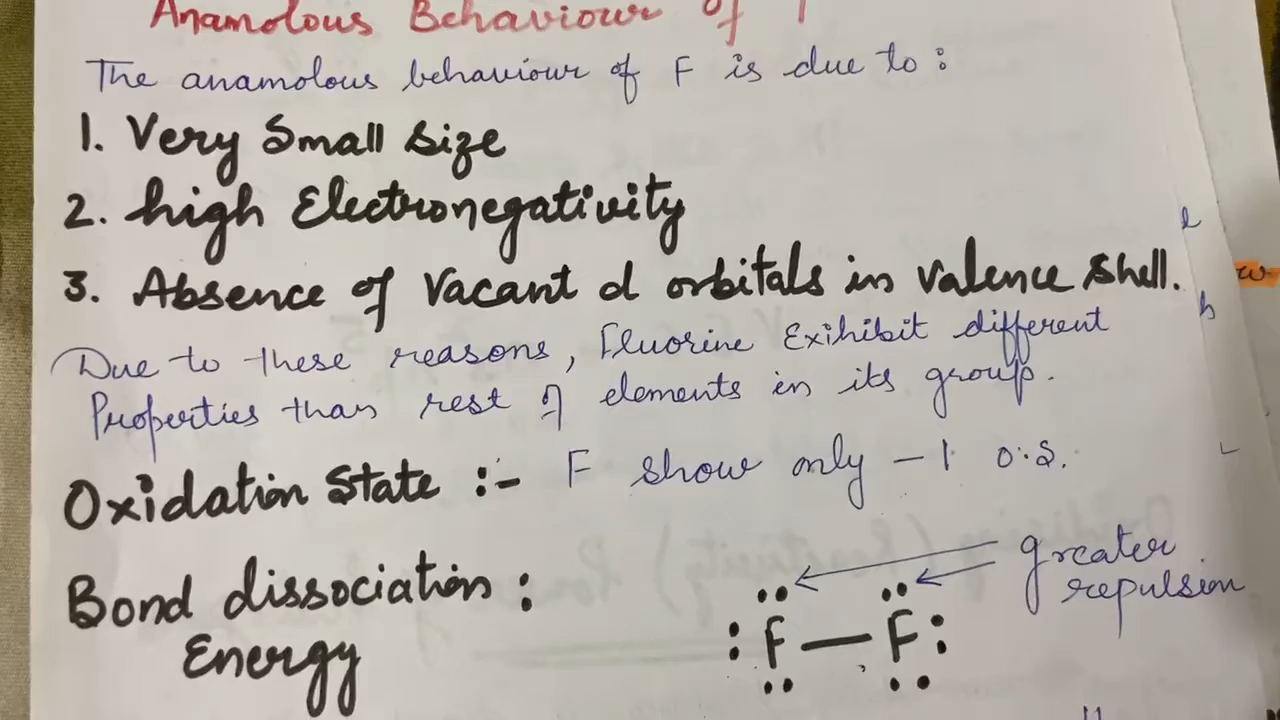 Anamolous Behaviour of F
The anamolous behaviour of F is due to :
1. Very Small size
2. high Electronegativity
3. Absence of Vacant d orbitals in Valence shell.
Due to these reasons, Fluorine Exihibit different
Properties than rest of elements in its group.
Oxidation State :- F show only -1 O.S.
Bond dissociation :
Energy
greater
repulsion
:F — F: